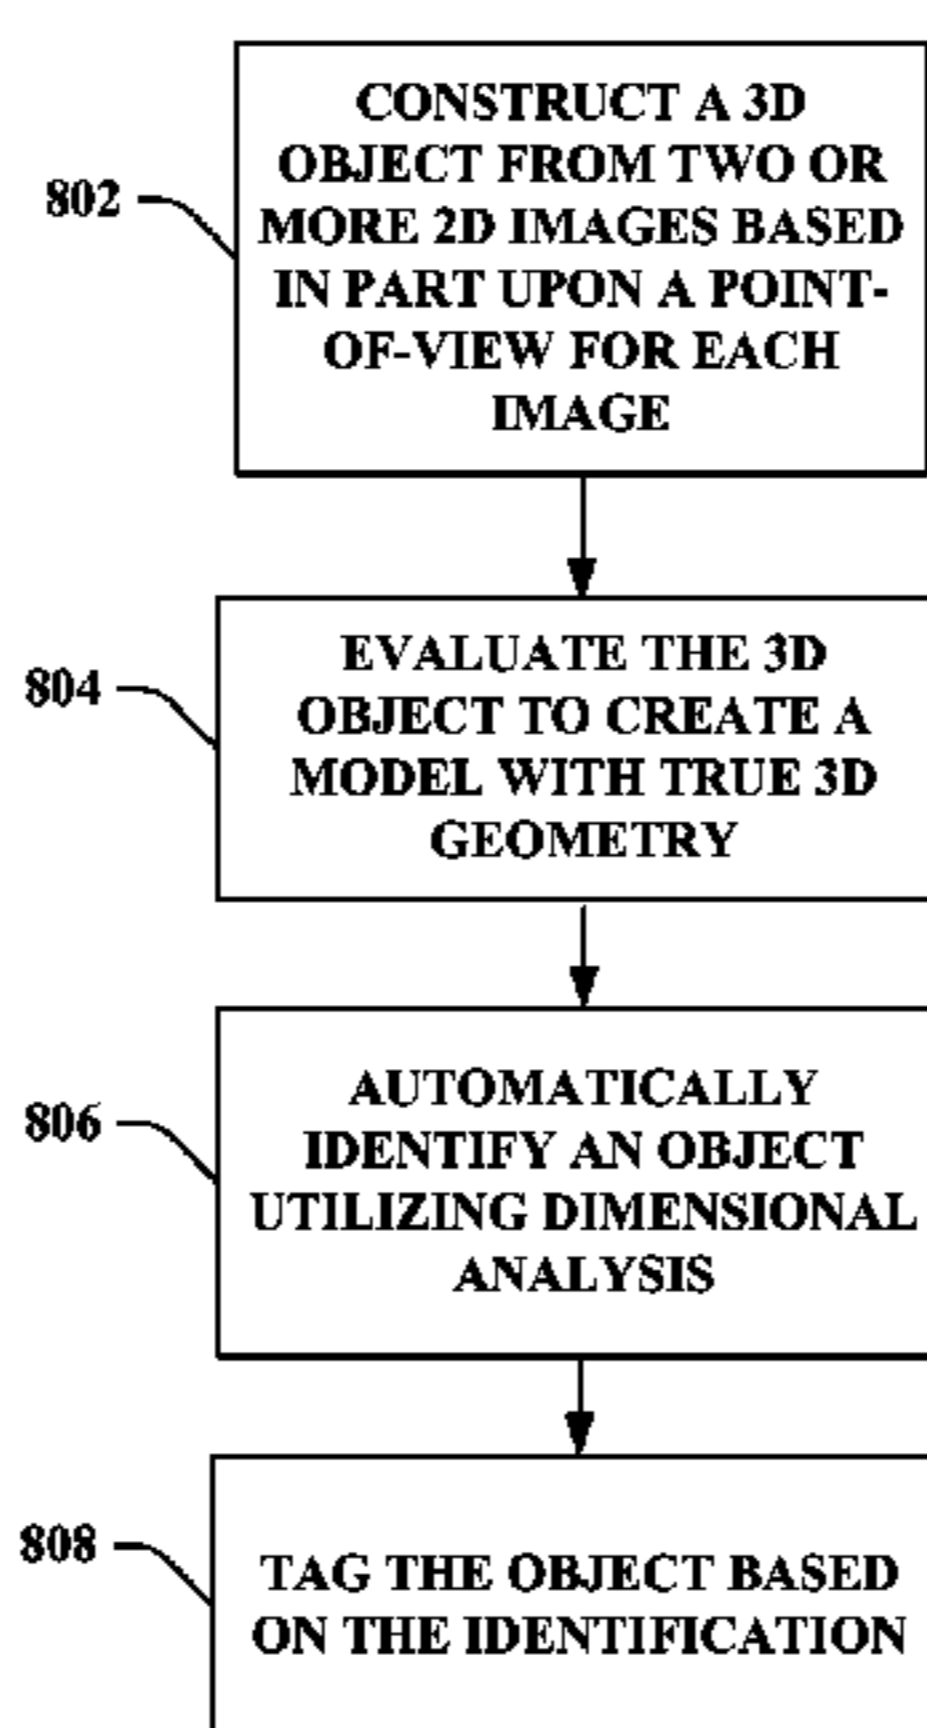 802
CONSTRUCT A 3D
OBJECT FROM TWO OR
MORE 2D IMAGES BASED
IN PART UPON A POINT-
OF-VIEW FOR EACH
IMAGE
804
EVALUATE THE 3D
OBJECT TO CREATE A
MODEL WITH TRUE 3D
GEOMETRY
806
AUTOMATICALLY
IDENTIFY AN OBJECT
UTILIZING DIMENSIONAL
ANALYSIS
808
TAG THE OBJECT BASED
ON THE IDENTIFICATION